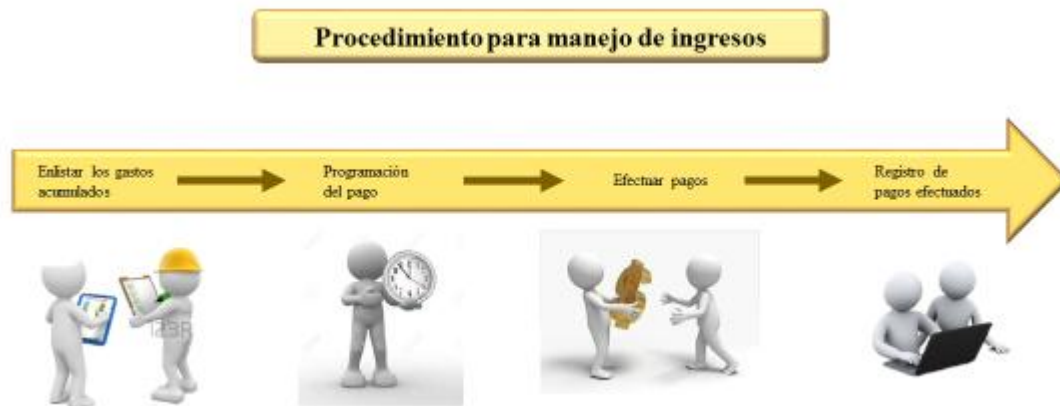 Procedimiento para manejo de ingresos
Enlistar los gastos
acumulados
Programación
del pago
Efectuar pagos
Registro de
pagos efectuados